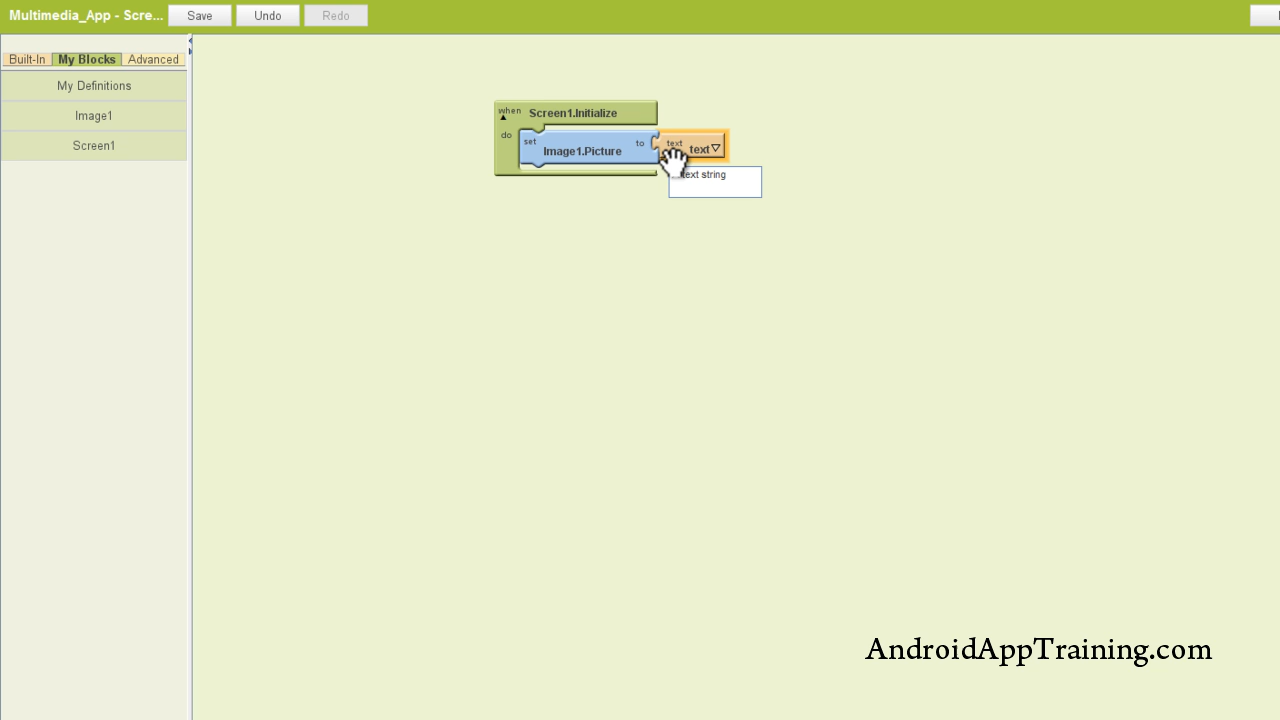 Multimedia_App - Scre... Save Undo Redo
Built-In My Blocks Advanced
My Definitions
Image1
Screen1
when Screen1.Initialize
do set Image1.Picture to text text
text string
AndroidAppTraining.com